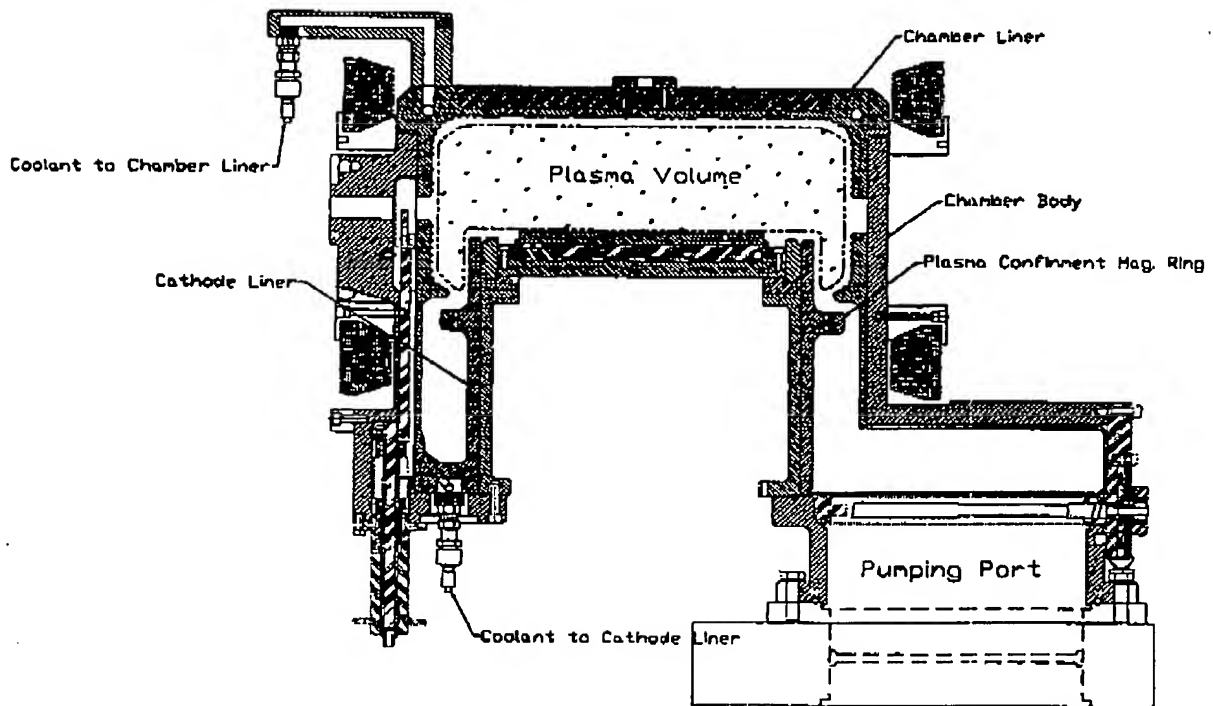 Chamber Liner
Coolant to Chamber Liner
Plasma Volume
Chamber Body
Plasma Confinment Mag. Ring
Cathode Liner
Pumping Port
Coolant to Cathode Liner